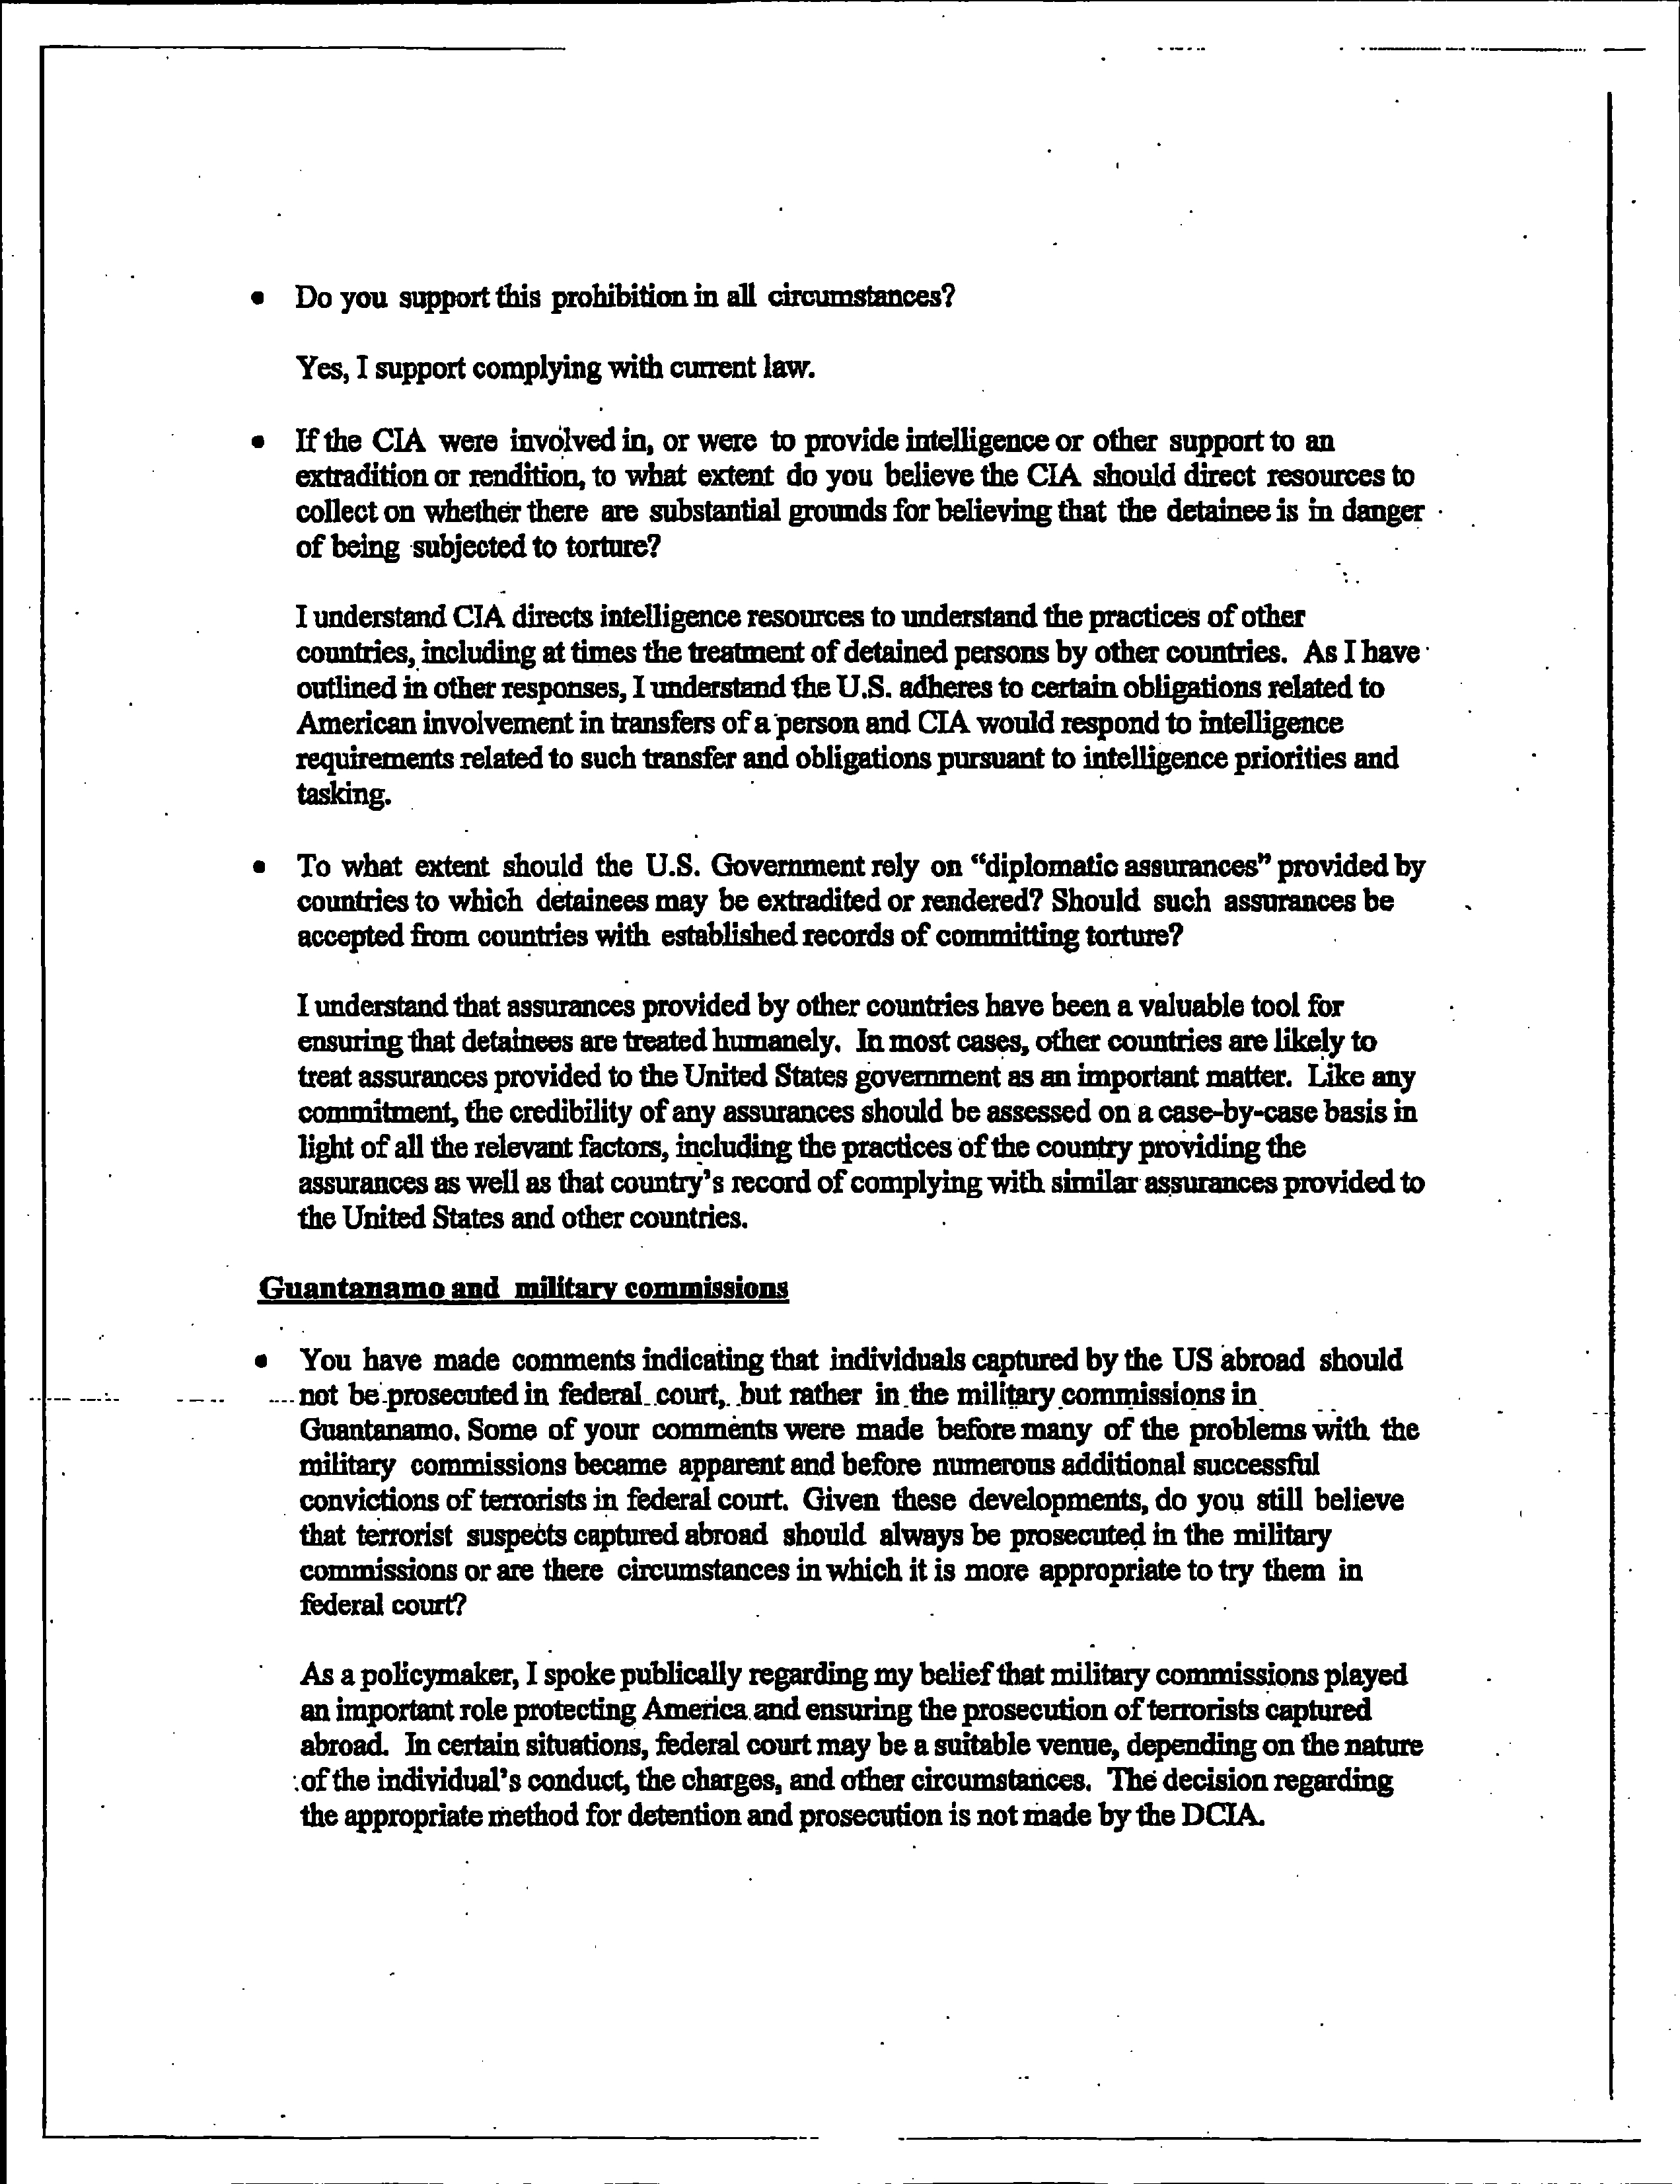 • Do you support this prohibition in all circumstances?
Yes, I support complying with current law.
• If the CIA were involved in, or were to provide intelligence or other support to an
extradition or rendition, to what extent do you believe the CIA should direct resources to
collect on whether there are substantial grounds for believing that the detainee is in danger
of being subjected to torture?
I understand CIA directs intelligence resources to understand the practices of other
countries, including at times the treatment of detained persons by other countries. As I have
outlined in other responses, I understand the U.S. adheres to certain obligations related to
American involvement in transfers of a person and CIA would respond to intelligence
requirements related to such transfer and obligations pursuant to intelligence priorities and
tasking.
• To what extent should the U.S. Government rely on “diplomatic assurances” provided by
countries to which detainees may be extradited or rendered? Should such assurances be
accepted from countries with established records of committing torture?
I understand that assurances provided by other countries have been a valuable tool for
ensuring that detainees are treated humanely. In most cases, other countries are likely to
treat assurances provided to the United States government as an important matter. Like any
commitment, the credibility of any assurances should be assessed on a case-by-case basis in
light of all the relevant factors, including the practices of the country providing the
assurances as well as that country's record of complying with similar assurances provided to
the United States and other countries.
Guantanamo and military commissions
• You have made comments indicating that individuals captured by the US abroad should
not be prosecuted in federal court, but rather in the military commissions in
Guantanamo. Some of your comments were made before many of the problems with the
military commissions became apparent and before numerous additional successful
convictions of terrorists in federal court. Given these developments, do you still believe
that terrorist suspects captured abroad should always be prosecuted in the military
commissions or are there circumstances in which it is more appropriate to try them in
federal court?
As a policymaker, I spoke publically regarding my belief that military commissions played
an important role protecting America and ensuring the prosecution of terrorists captured
abroad. In certain situations, federal court may be a suitable venue, depending on the nature
of the individual's conduct, the charges, and other circumstances. The decision regarding
the appropriate method for detention and prosecution is not made by the DCIA.